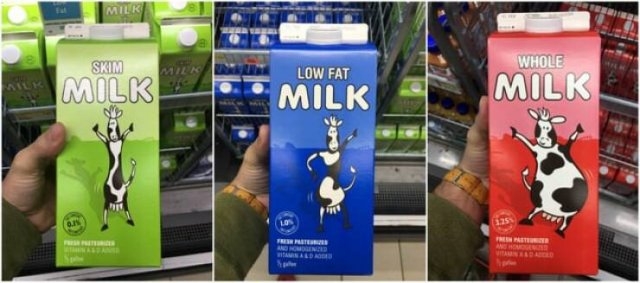 SKIM
MILK
0.1%
FRESH PASTEURIZED
VITAMIN A & D ADDED
½ gallon
LOW FAT
MILK
1.0%
FRESH PASTEURIZED
AND HOMOGENIZED
VITAMIN A & D ADDED
½ gallon
WHOLE
MILK
3.25%
FRESH PASTEURIZED
AND HOMOGENIZED
VITAMIN A & D ADDED
½ gallon